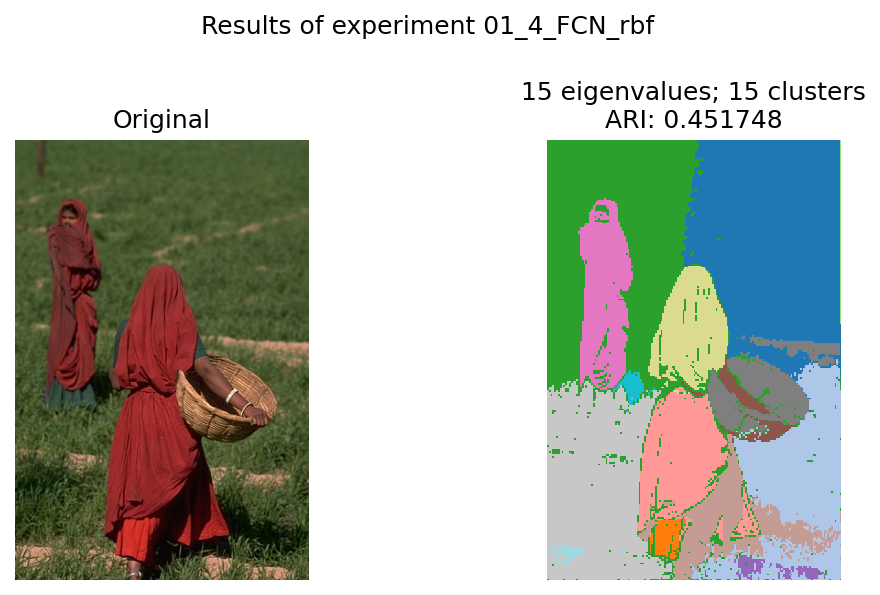 Results of experiment 01_4_FCN_rbf
Original
15 eigenvalues; 15 clusters
ARI: 0.451748